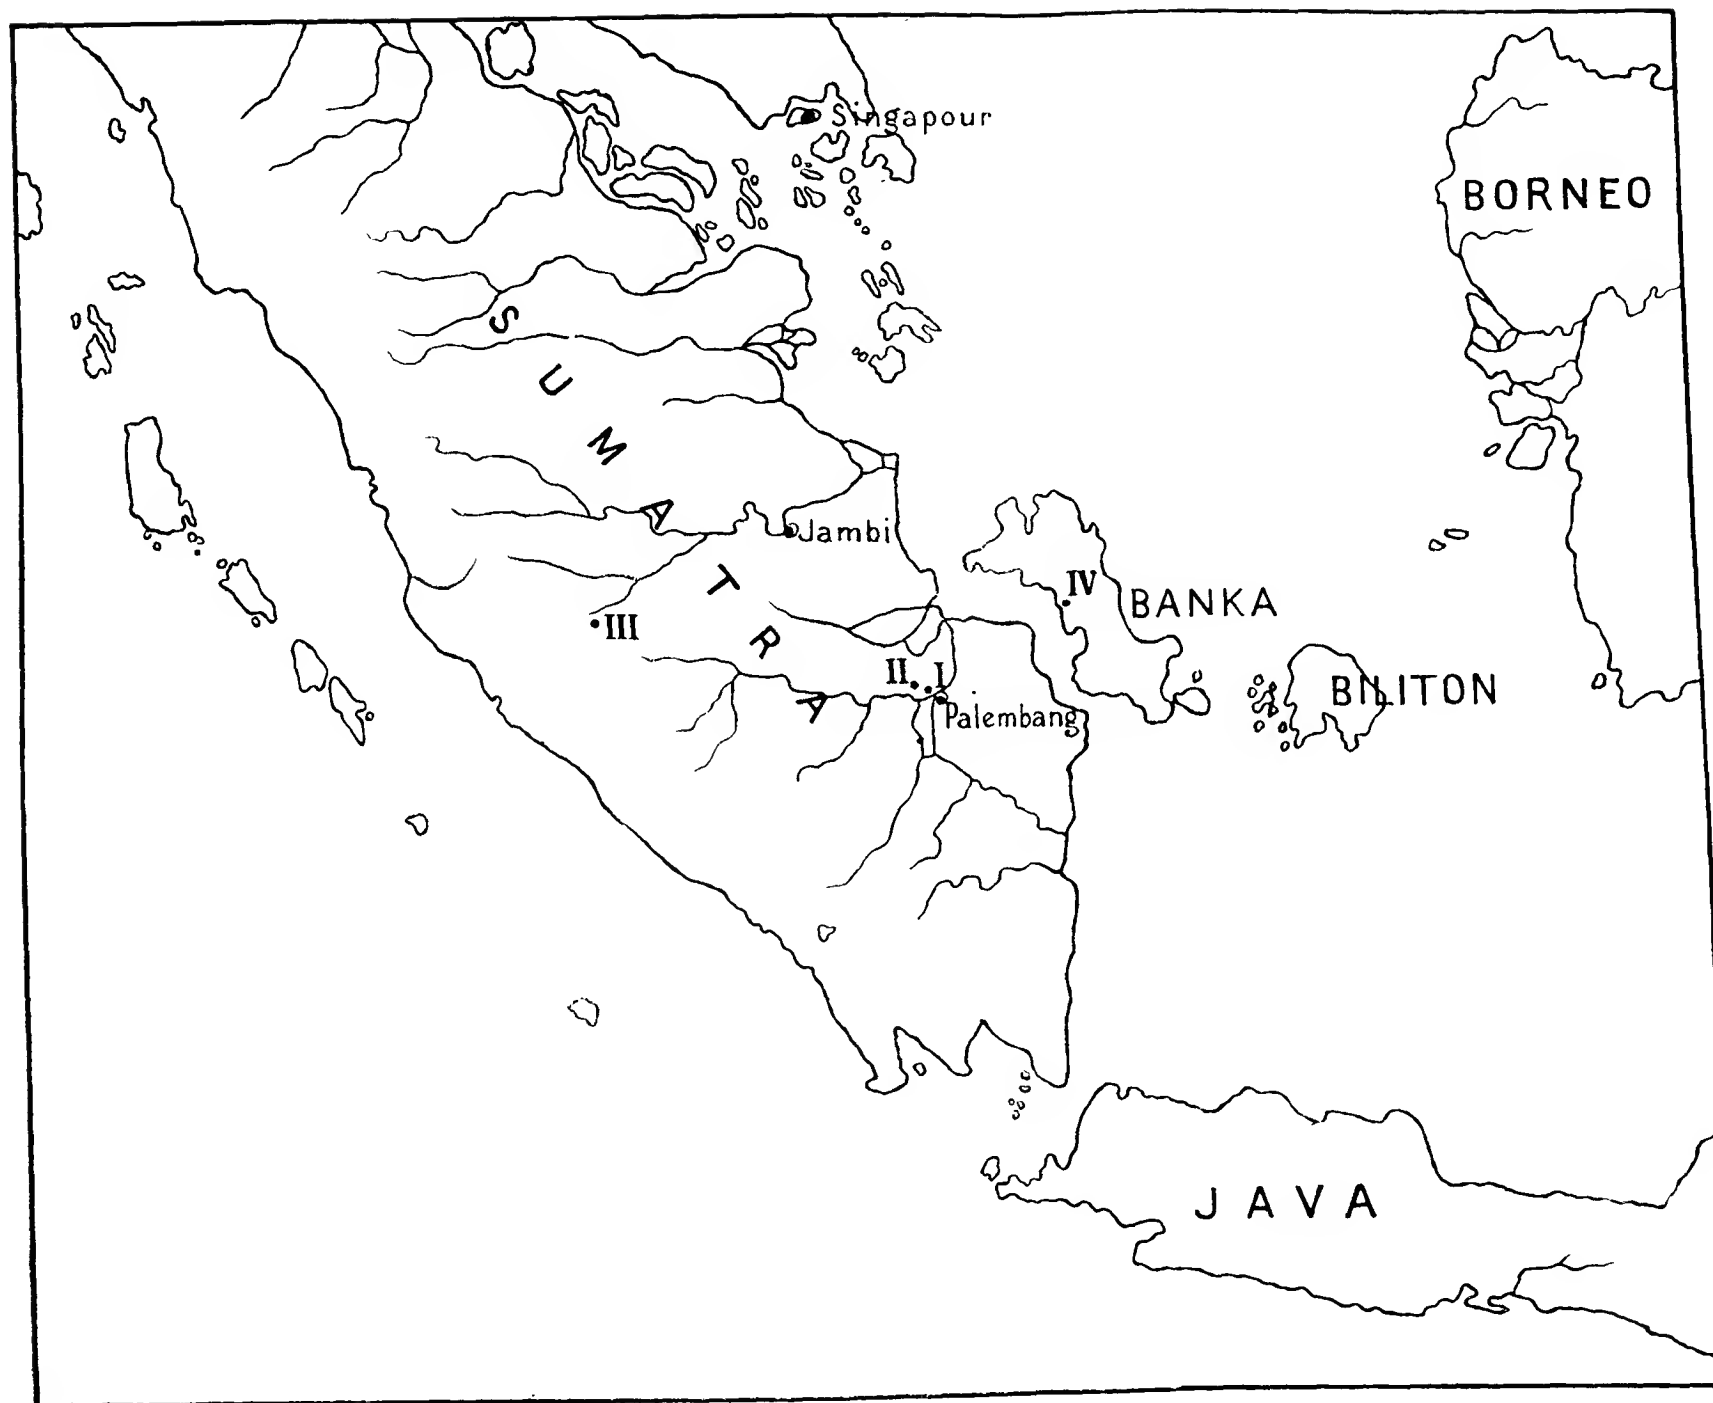 Singapour
BORNEO
SUMATRA
Jambi
IV
BANKA
III
II
I
BILITON
Palembang
JAVA